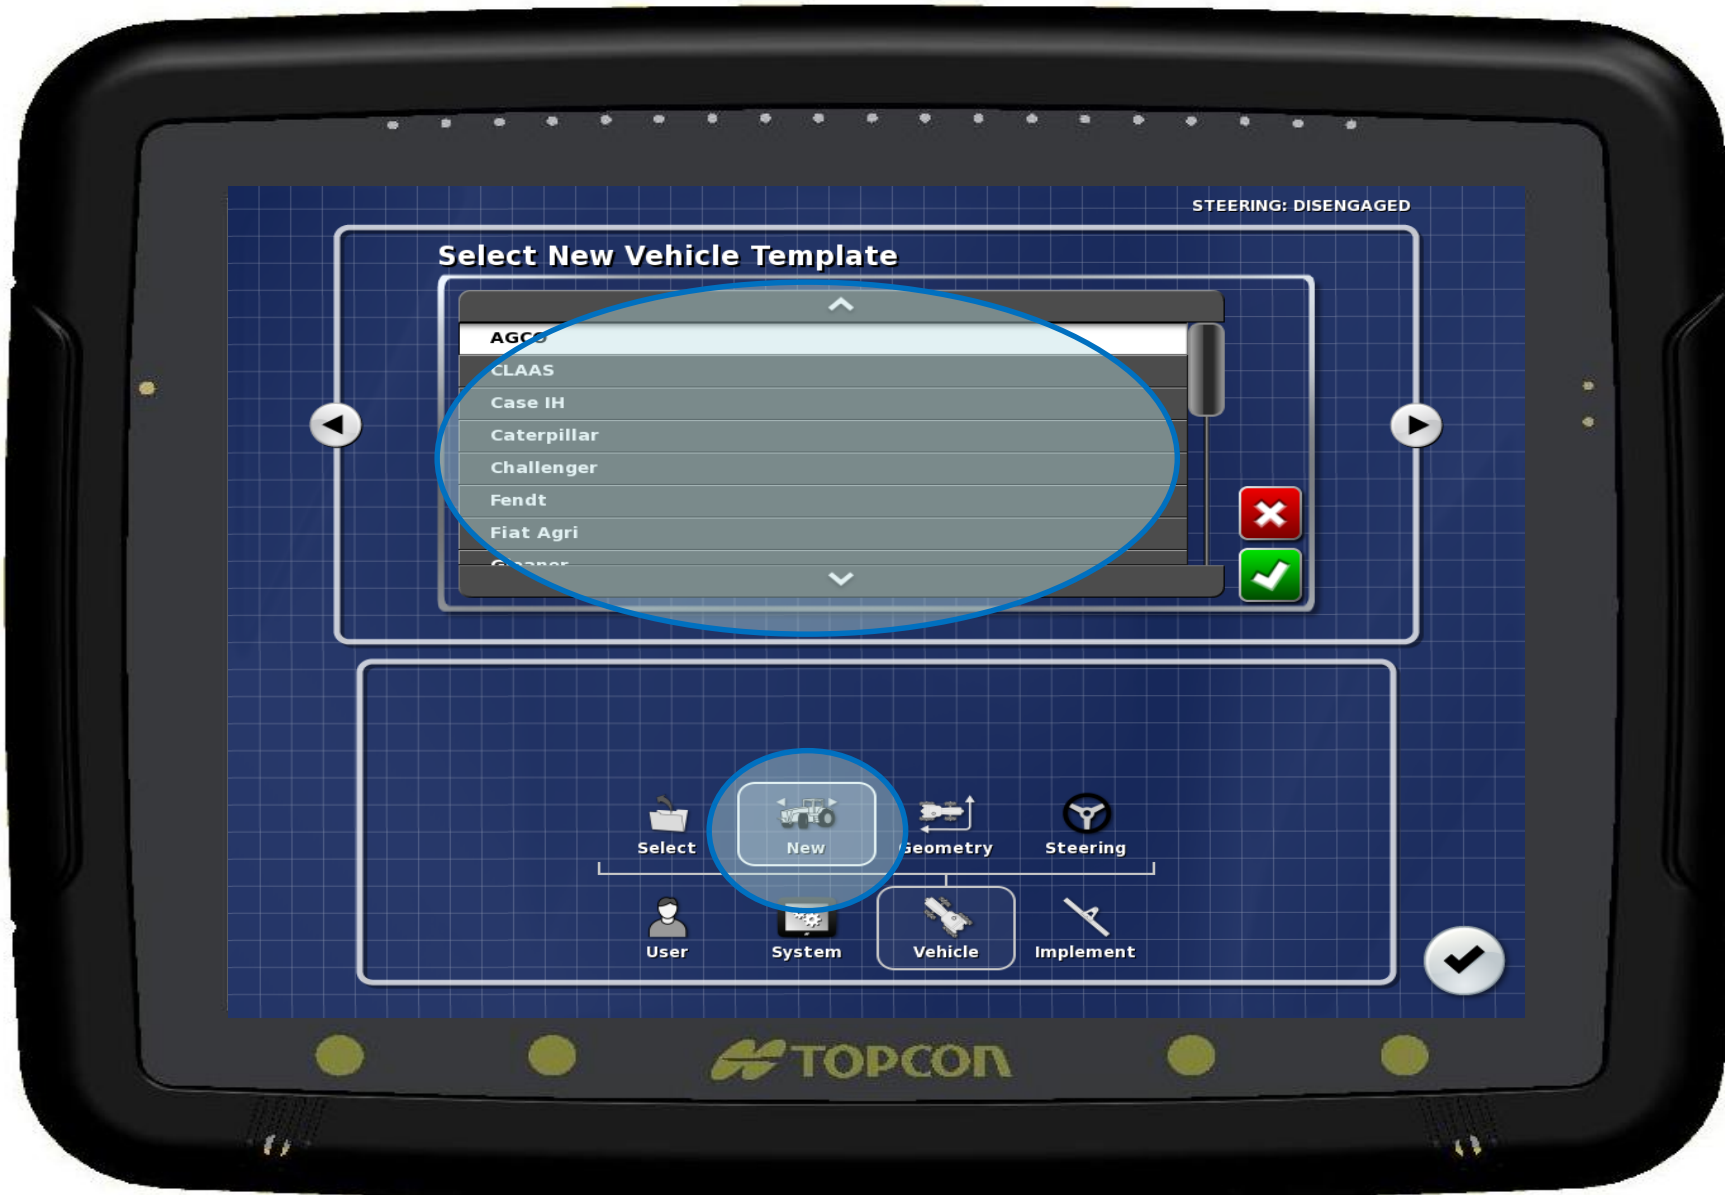 STEERING: DISENGAGED
Select New Vehicle Template
AGCO
CLAAS
Case IH
Caterpillar
Challenger
Fendt
Fiat Agri
Gleaner
Select New Geometry Steering
User System Vehicle Implement
TOPCON